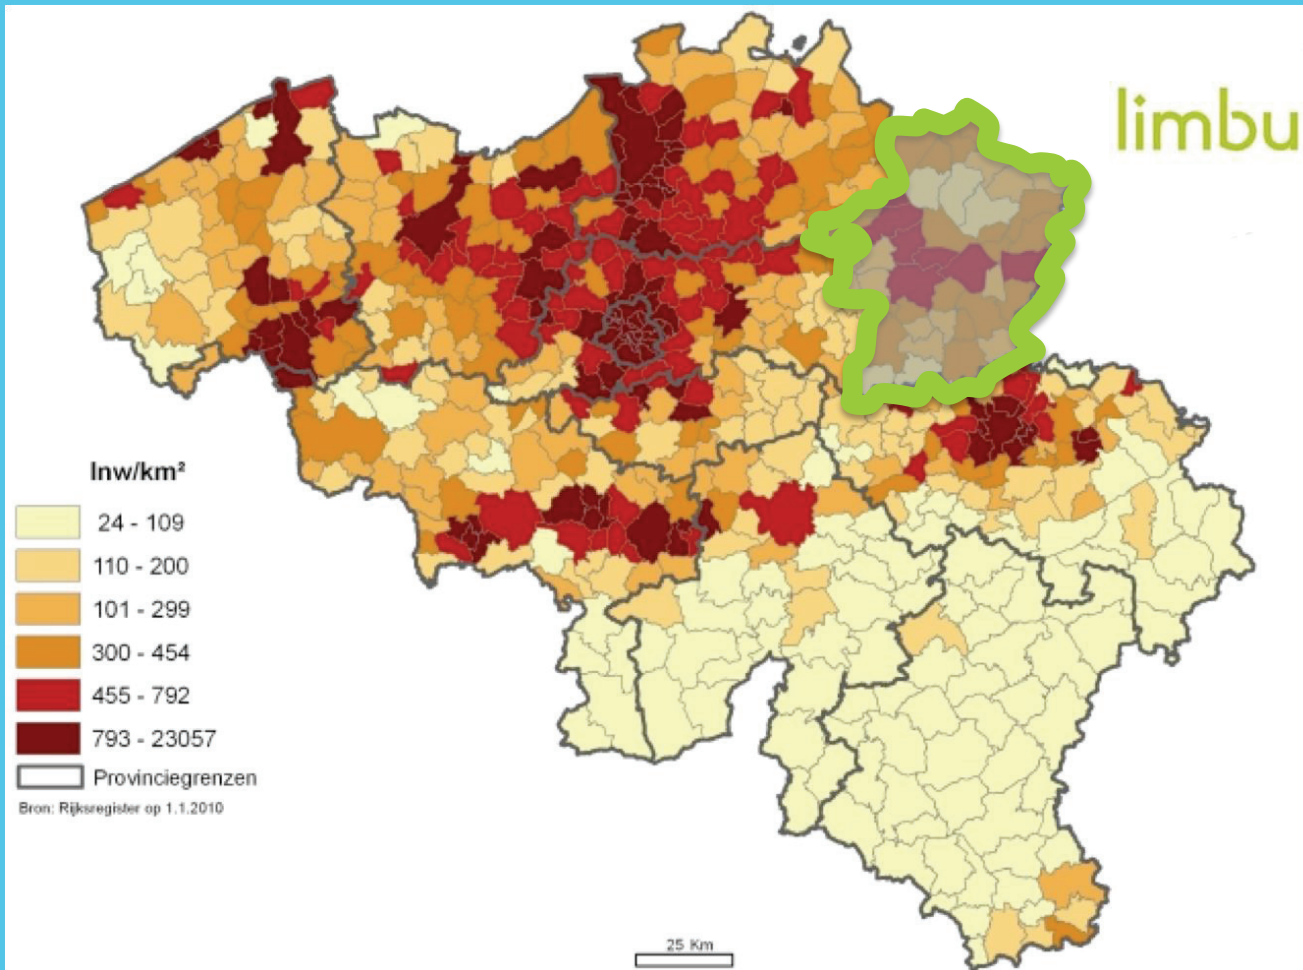 limbu
Inw/km²
24 - 109
110 - 200
101 - 299
300 - 454
455 - 792
793 - 23057
Provinciegrenzen
Bron: Rijksregister op 1.1.2010
25 Km